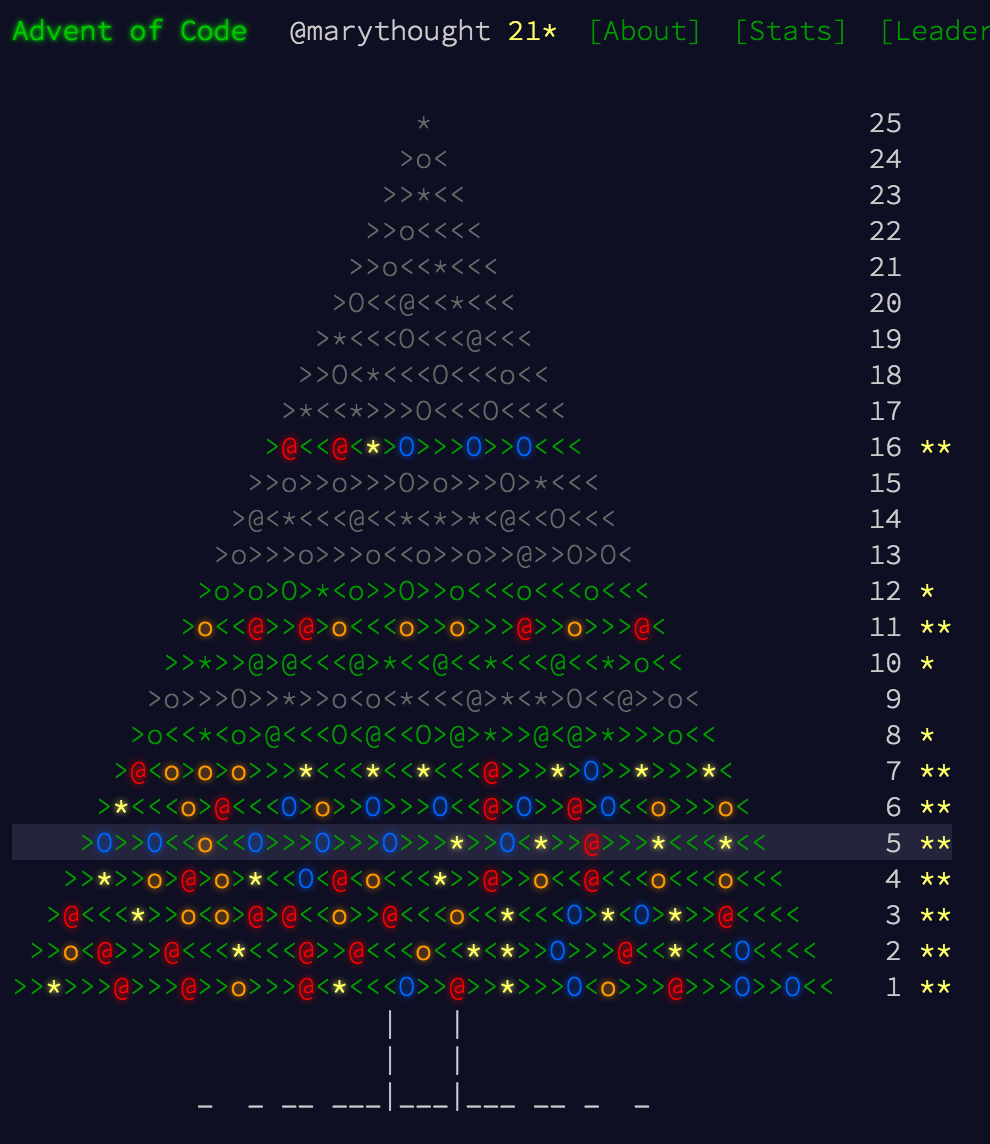 Advent of Code @marythought 21* [About] [Stats] [Leader
* 25
>o< 24
>>*<< 23
>>o<<<< 22
>>o<<*<<< 21
>O<<@<<*<<< 20
>*<<<O<<<@<<< 19
>>O<*<<<O<<<o<< 18
>*<<*>>>O<<<O<<<< 17
>@<<@<*>O>>>O>>O<<< 16 **
>>o>>o>>>O>o>>>O>*<<< 15
>@<*<<<@<<*<*>*<@<<O<<< 14
>o>>>o>>>o<<o>>o>>@>>O>O< 13
>o>o>O>*<o>>O>>o<<<o<<<o<<< 12 *
>o<<@>>@>o<<<o>>o>>>@>>o>>>@< 11 **
>>*>>@>@<<<@>*<<@<<*<<<@<<*>o<< 10 *
>o>>>O>>*>>o<o<*<<<@>*<*>O<<@>>o< 9
>o<<*<o>@<<<O<@<<O>@>*>>@<@>*>>>o<< 8 *
>@<o>o>o>>>*<<<*<<*<<<@>>>*>O>>*>>>*< 7 **
>*<<<o>@<<<O>o>>O>>>O<<@>O>>@>O<<o>>>o< 6 **
>O>>O<<o<<O>>>O>>>O>>>*>>O<*>>@>>>*<<<*<< 5 **
>>*>>o>@>o>*<<O>@<o<<<*>>@>>o<<@<<<o<<<o<<< 4 **
>@<<<*>>o<o>@>@<<o>>@<<<o<<*<<<O>*<O>*>>@<<<< 3 **
>>o<@>>>@<<<*<<<@>>@<<<o<<*>*>>O>>>@<<*<<<O<<<< 2 **
>>*>>>@>>>@>>o>>>@<*<<<O>>@>>*>>>O<o>>>@>>>O>>O<< 1 **
| |
| |
_ _ __ ___|___|___ __ _ _